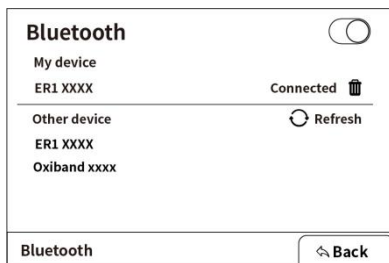 Bluetooth
My device
ER1 XXXX Connected
Other device Refresh
ER1 XXXX
Oxiband xxxx
Bluetooth Back